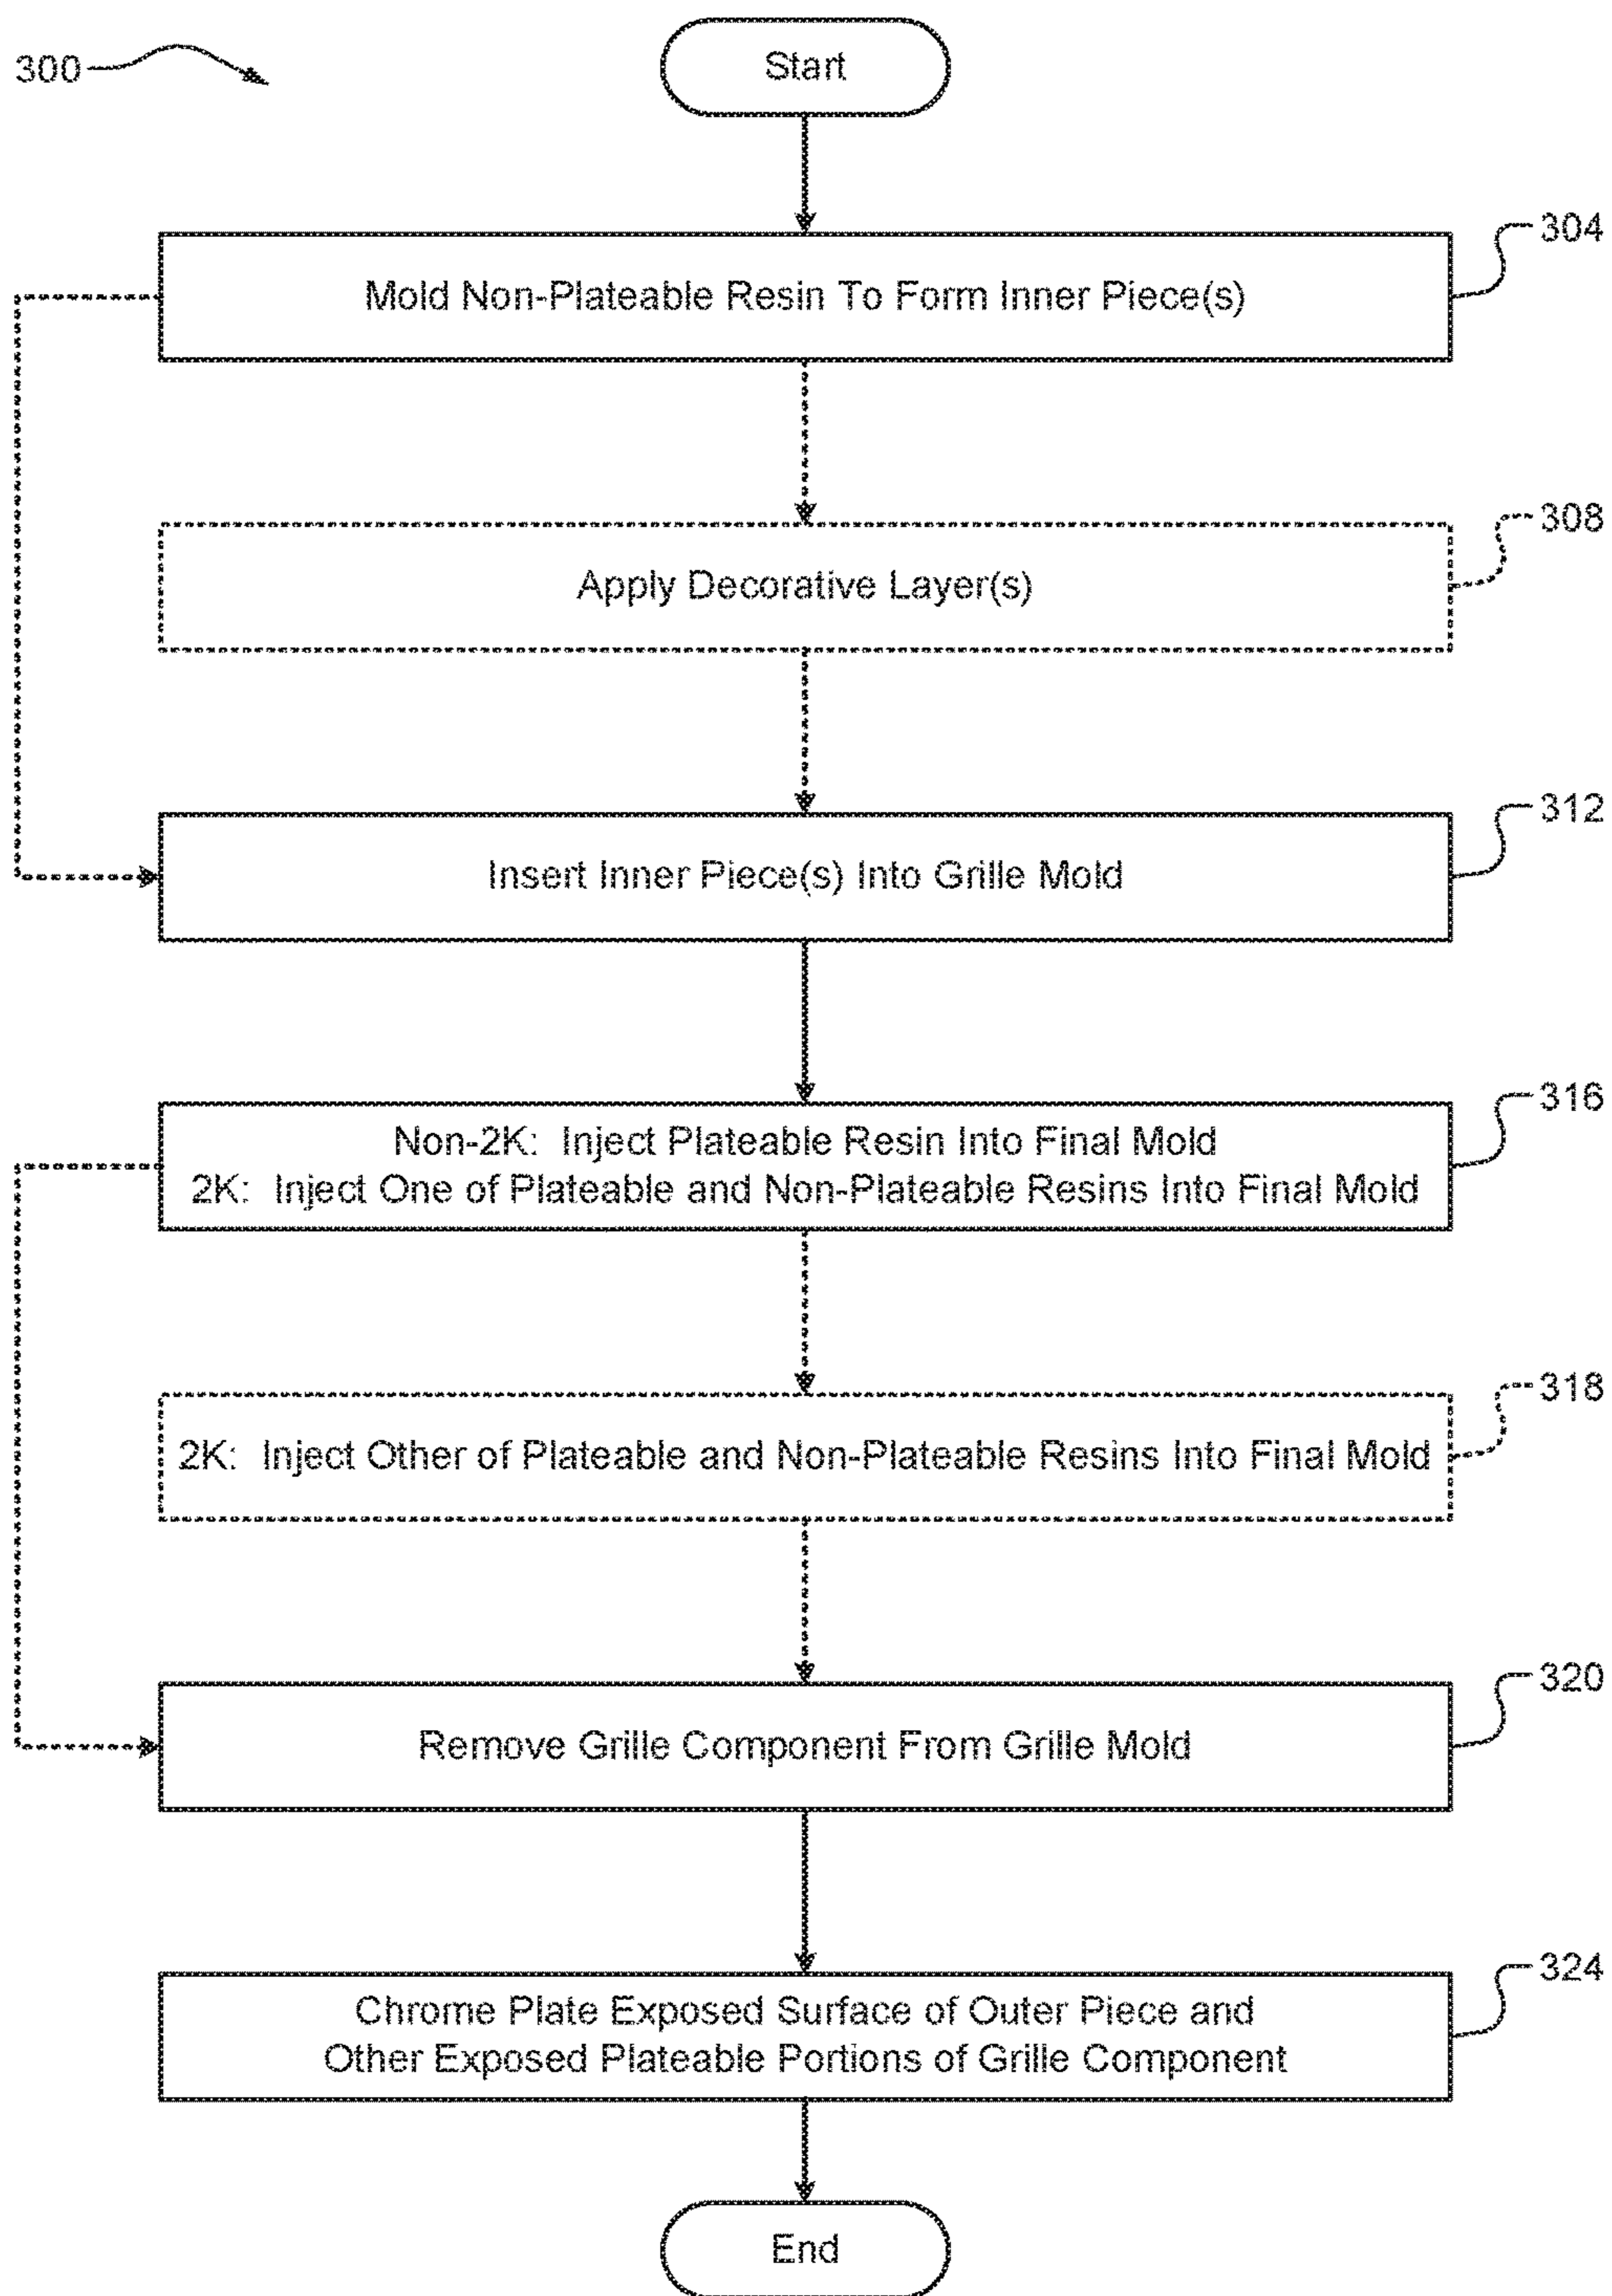 Start
300
304
Mold Non-Plateable Resin To Form Inner Piece(s)
308
Apply Decorative Layer(s)
312
Insert Inner Piece(s) Into Grille Mold
316
Non-2K: Inject Plateable Resin Into Final Mold
2K: Inject One of Plateable and Non-Plateable Resins Into Final Mold
318
2K: Inject Other of Plateable and Non-Plateable Resins Into Final Mold
320
Remove Grille Component From Grille Mold
324
Chrome Plate Exposed Surface of Outer Piece and
Other Exposed Plateable Portions of Grille Component
End